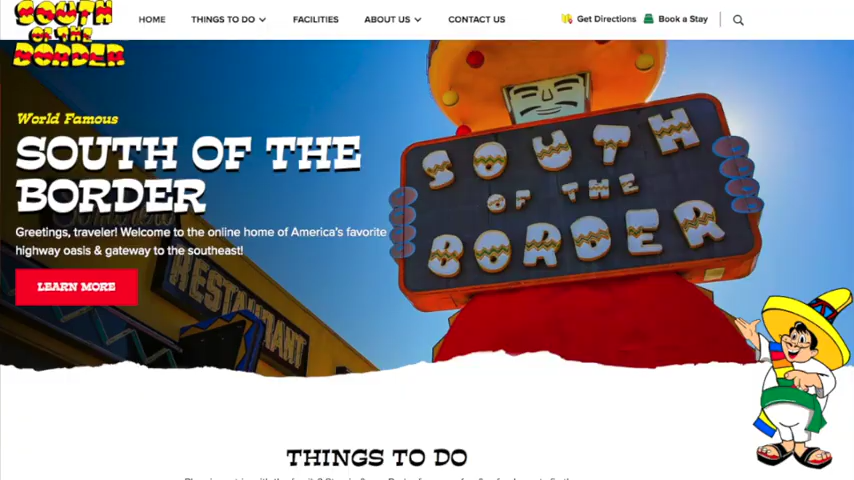 SOUTH
OF THE
BORDER
HOME
THINGS TO DO
FACILITIES
ABOUT US
CONTACT US
Get Directions
Book a Stay
World Famous
SOUTH OF THE
BORDER
Greetings, traveler! Welcome to the online home of America's favorite
highway oasis & gateway to the southeast!
LEARN MORE
RESTAURANT
SOUTH
OF THE
BORDER
THINGS TO DO